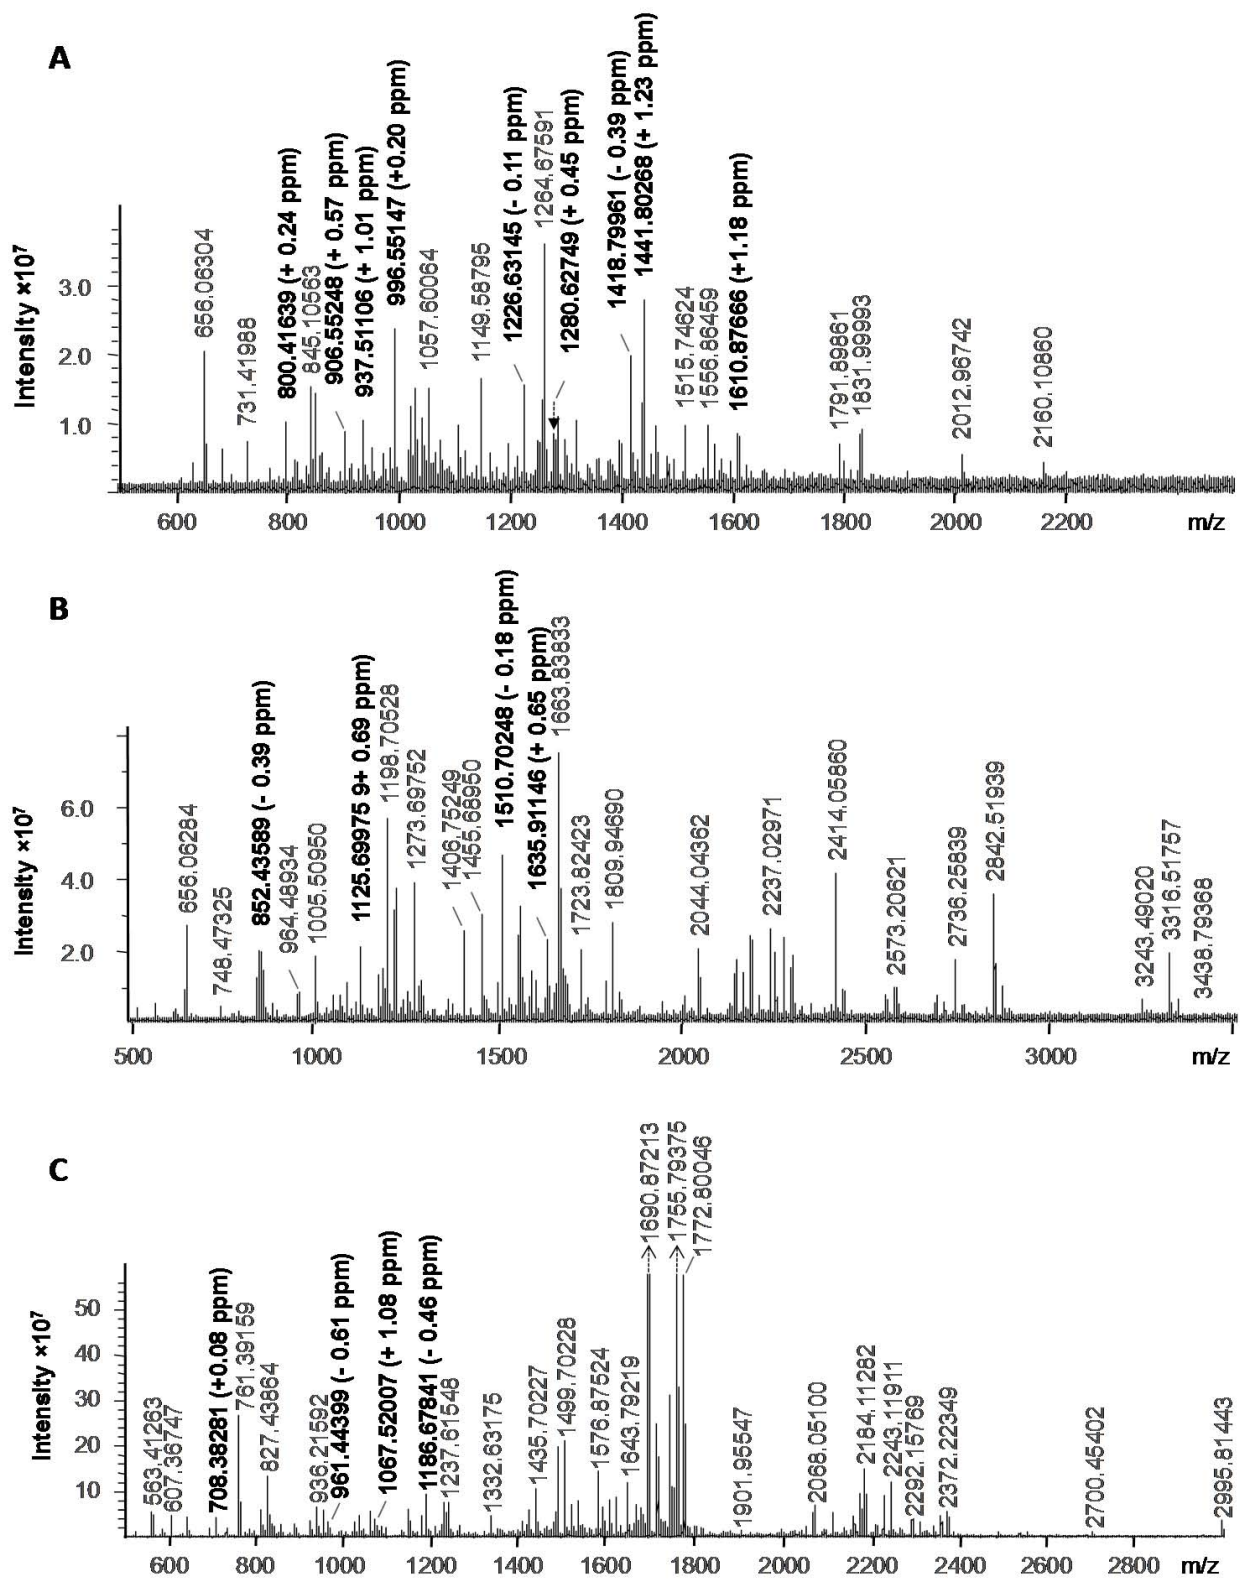 A
Intensity ×10⁷
3.0
2.0
1.0
656.06304
731.41988
800.41639 (+ 0.24 ppm)
845.10563
906.55248 (+ 0.57 ppm)
937.51106 (+ 1.01 ppm)
996.55147 (+0.20 ppm)
1057.60064
1149.58795
1226.63145 (- 0.11 ppm)
1264.67591
1280.62749 (+ 0.45 ppm)
1418.79961 (- 0.39 ppm)
1441.80268 (+ 1.23 ppm)
1515.74624
1556.86459
1610.87666 (+1.18 ppm)
1791.89861
1831.99993
2012.96742
2160.10860
600 800 1000 1200 1400 1600 1800 2000 2200 m/z
B
Intensity ×10⁷
6.0
4.0
2.0
656.06284
748.47325
852.43589 (- 0.39 ppm)
964.48934
1005.50950
1125.69975 9+ 0.69 ppm)
1198.70528
1273.69752
1406.75249
1455.68950
1510.70248 (- 0.18 ppm)
1635.91146 (+ 0.65 ppm)
1663.83833
1723.82423
1809.94690
2044.04362
2237.02971
2414.05860
2573.20621
2736.25839
2842.51939
3243.49020
3316.51757
3438.79368
500 1000 1500 2000 2500 3000 m/z
C
Intensity ×10⁷
50
40
30
20
10
563.41263
607.36747
708.38281 (+0.08 ppm)
761.39159
827.43864
936.21592
961.44399 (- 0.61 ppm)
1067.52007 (+ 1.08 ppm)
1186.67841 (- 0.46 ppm)
1237.61548
1332.63175
1435.70227
1499.70228
1576.87524
1643.79219
1690.87213
1755.79375
1772.80046
1901.95547
2068.05100
2184.11282
2243.11911
2292.15769
2372.22349
2700.45402
2995.81443
600 800 1000 1200 1400 1600 1800 2000 2200 2400 2600 2800 m/z